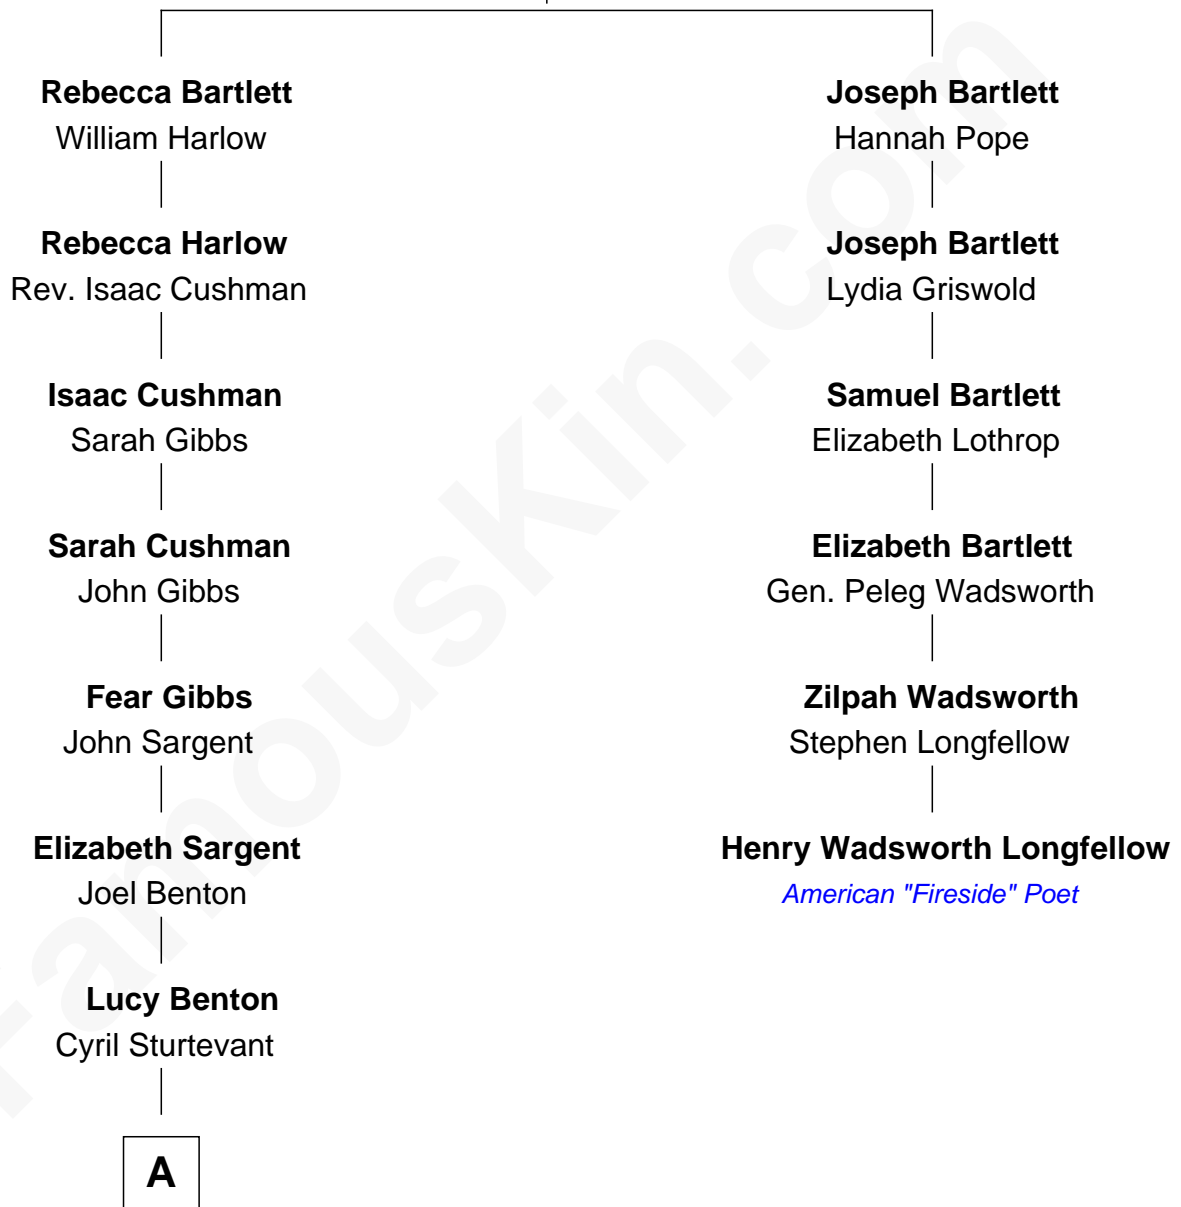 Rebecca Bartlett
William Harlow
Rebecca Harlow
Rev. Isaac Cushman
Isaac Cushman
Sarah Gibbs
Sarah Cushman
John Gibbs
Fear Gibbs
John Sargent
Elizabeth Sargent
Joel Benton
Lucy Benton
Cyril Sturtevant
A
Joseph Bartlett
Hannah Pope
Joseph Bartlett
Lydia Griswold
Samuel Bartlett
Elizabeth Lothrop
Elizabeth Bartlett
Gen. Peleg Wadsworth
Zilpah Wadsworth
Stephen Longfellow
Henry Wadsworth Longfellow
American "Fireside" Poet
FamousKin.com